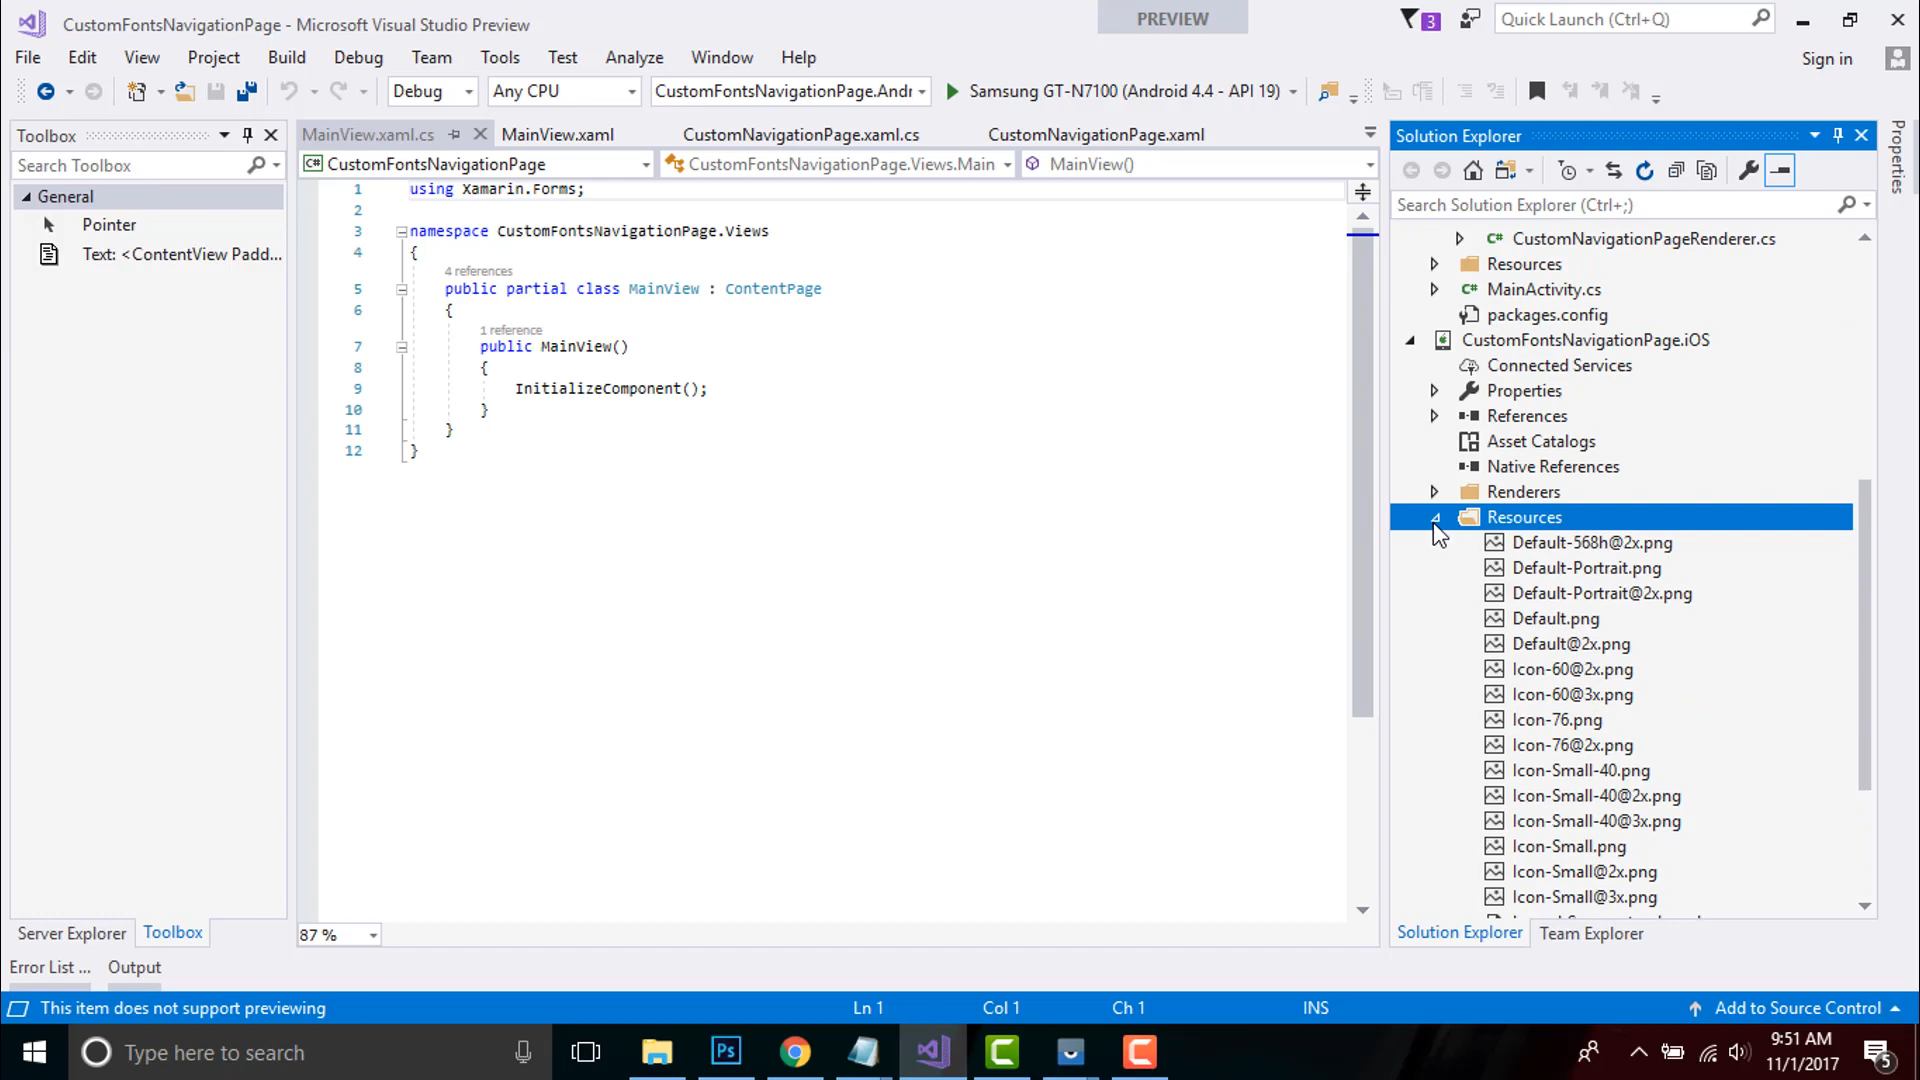 CustomFontsNavigationPage - Microsoft Visual Studio Preview
PREVIEW
3
Quick Launch (Ctrl+Q)
File Edit View Project Build Debug Team Tools Test Analyze Window Help
Sign in
Debug
Any CPU
CustomFontsNavigationPage.Andr
Samsung GT-N7100 (Android 4.4 - API 19)
Toolbox
Search Toolbox
General
Pointer
Text: <ContentView Padd...
Server Explorer
Toolbox
MainView.xaml.cs
MainView.xaml
CustomNavigationPage.xaml.cs
CustomNavigationPage.xaml
CustomFontsNavigationPage
CustomFontsNavigationPage.Views.Main
MainView()
1 using Xamarin.Forms;
2
3 namespace CustomFontsNavigationPage.Views
4 {
4 references
5 public partial class MainView : ContentPage
6 {
1 reference
7 public MainView()
8 {
9 InitializeComponent();
10 }
11 }
12 }
87 %
Solution Explorer
Search Solution Explorer (Ctrl+;)
C# CustomNavigationPageRenderer.cs
Resources
C# MainActivity.cs
packages.config
CustomFontsNavigationPage.iOS
Connected Services
Properties
References
Asset Catalogs
Native References
Renderers
Resources
Default-568h@2x.png
Default-Portrait.png
Default-Portrait@2x.png
Default.png
Default@2x.png
Icon-60@2x.png
Icon-60@3x.png
Icon-76.png
Icon-76@2x.png
Icon-Small-40.png
Icon-Small-40@2x.png
Icon-Small-40@3x.png
Icon-Small.png
Icon-Small@2x.png
Icon-Small@3x.png
Solution Explorer
Team Explorer
Properties
Error List ...
Output
This item does not support previewing
Ln 1
Col 1
Ch 1
INS
Add to Source Control
Type here to search
Ps
9:51 AM
11/1/2017
5